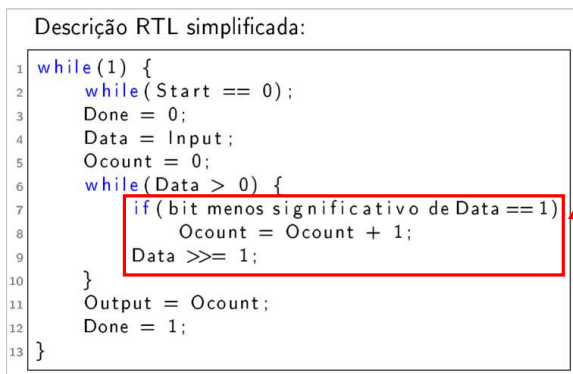 Descrição RTL simplificada:
1 while(1) {
2 while(Start == 0);
3 Done = 0;
4 Data = Input;
5 Ocount = 0;
6 while(Data > 0) {
7 if(bit menos significativo de Data==1)
8 Ocount = Ocount + 1;
9 Data >>= 1;
10 }
11 Output = Ocount;
12 Done = 1;
13 }